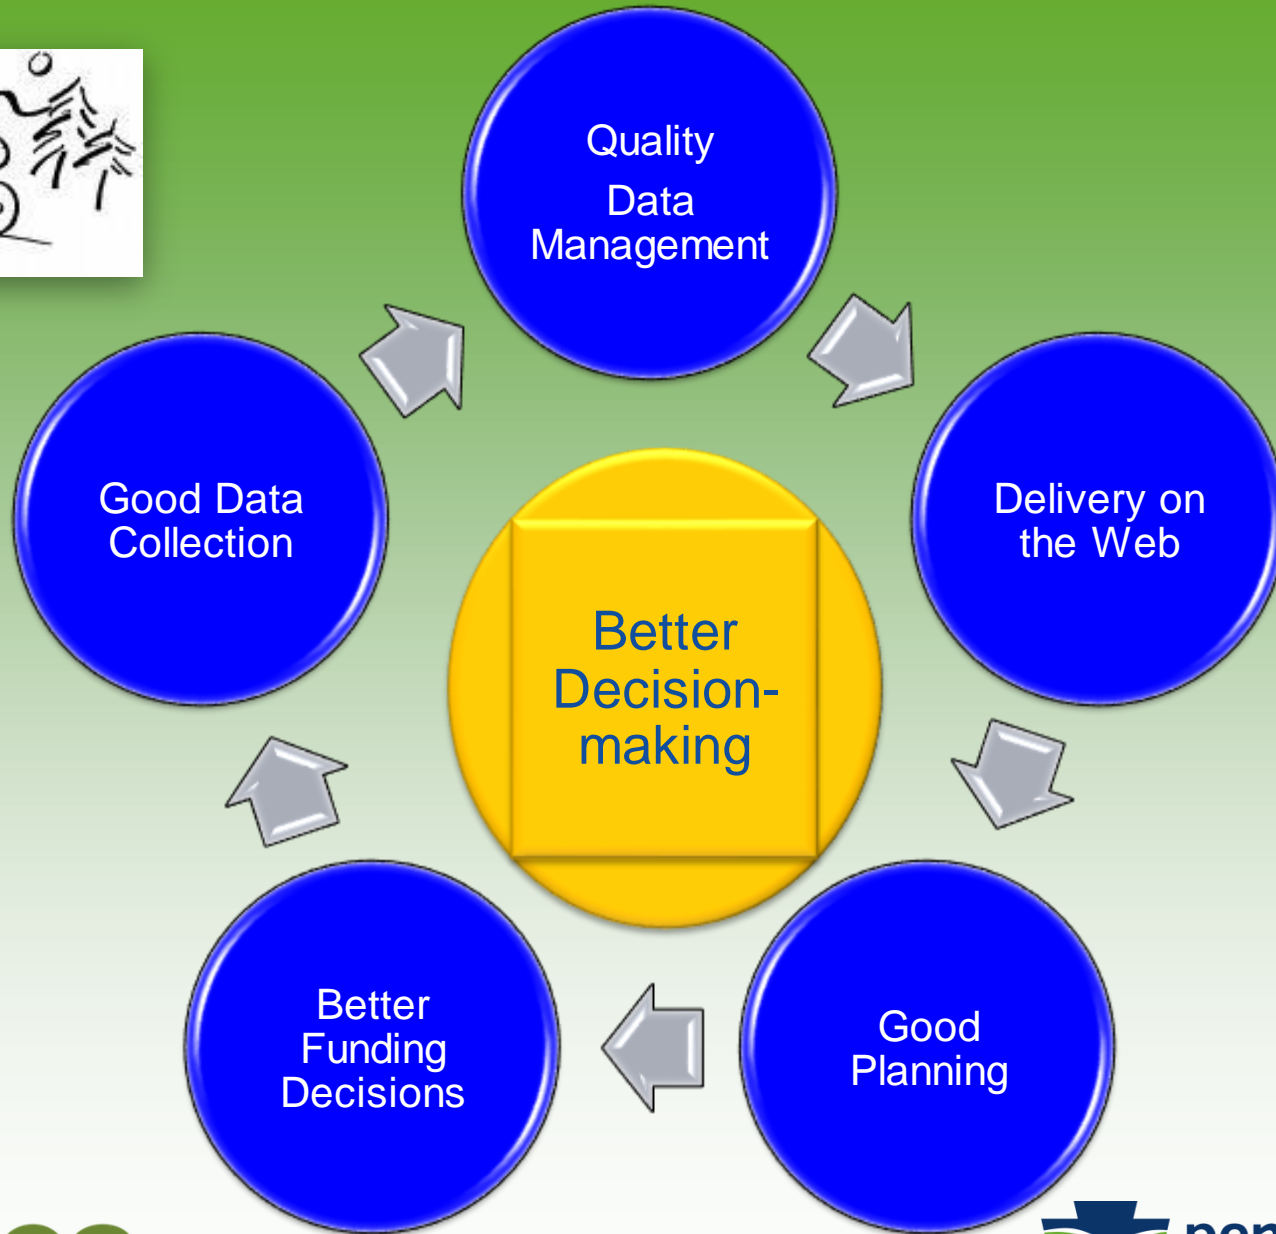 Quality
Data
Management
Good Data
Collection
Delivery on
the Web
Better
Decision-
making
Better
Funding
Decisions
Good
Planning